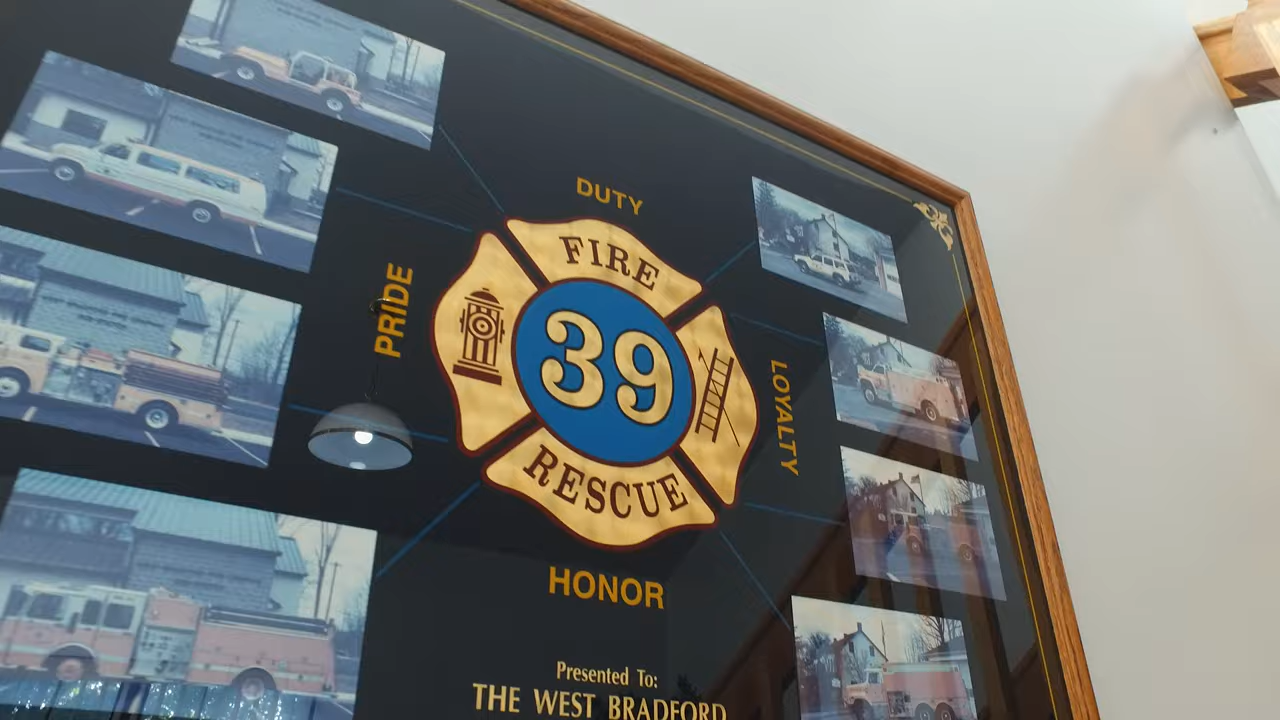 DUTY
FIRE
PRIDE
39
LOYALTY
RESCUE
HONOR
Presented To:
THE WEST BRADFORD